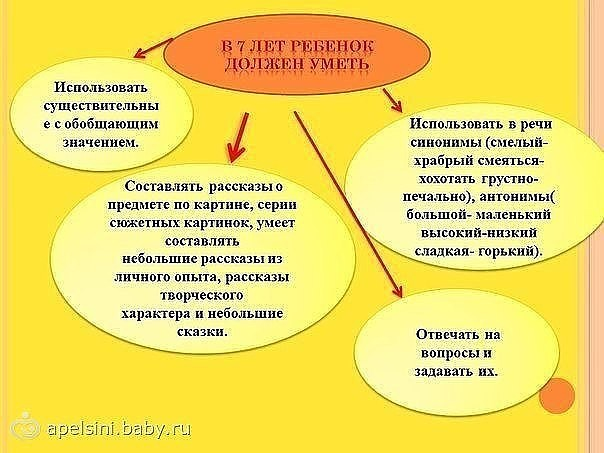 В 7 ЛЕТ РЕБЕНОК
ДОЛЖЕН УМЕТЬ
Использовать
существительны
е с обобщающим
значением.
Составлять рассказы о
предмете по картине, серии
сюжетных картинок, умеет
составлять
небольшие рассказы из
личного опыта, рассказы
творческого
характера и небольшие
сказки.
Использовать в речи
синонимы (смелый-
храбрый смеяться-
хохотать грустно-
печально), антонимы(
большой- маленький
высокий-низкий
сладкая- горький).
Отвечать на
вопросы и
задавать их.
apelsini.baby.ru